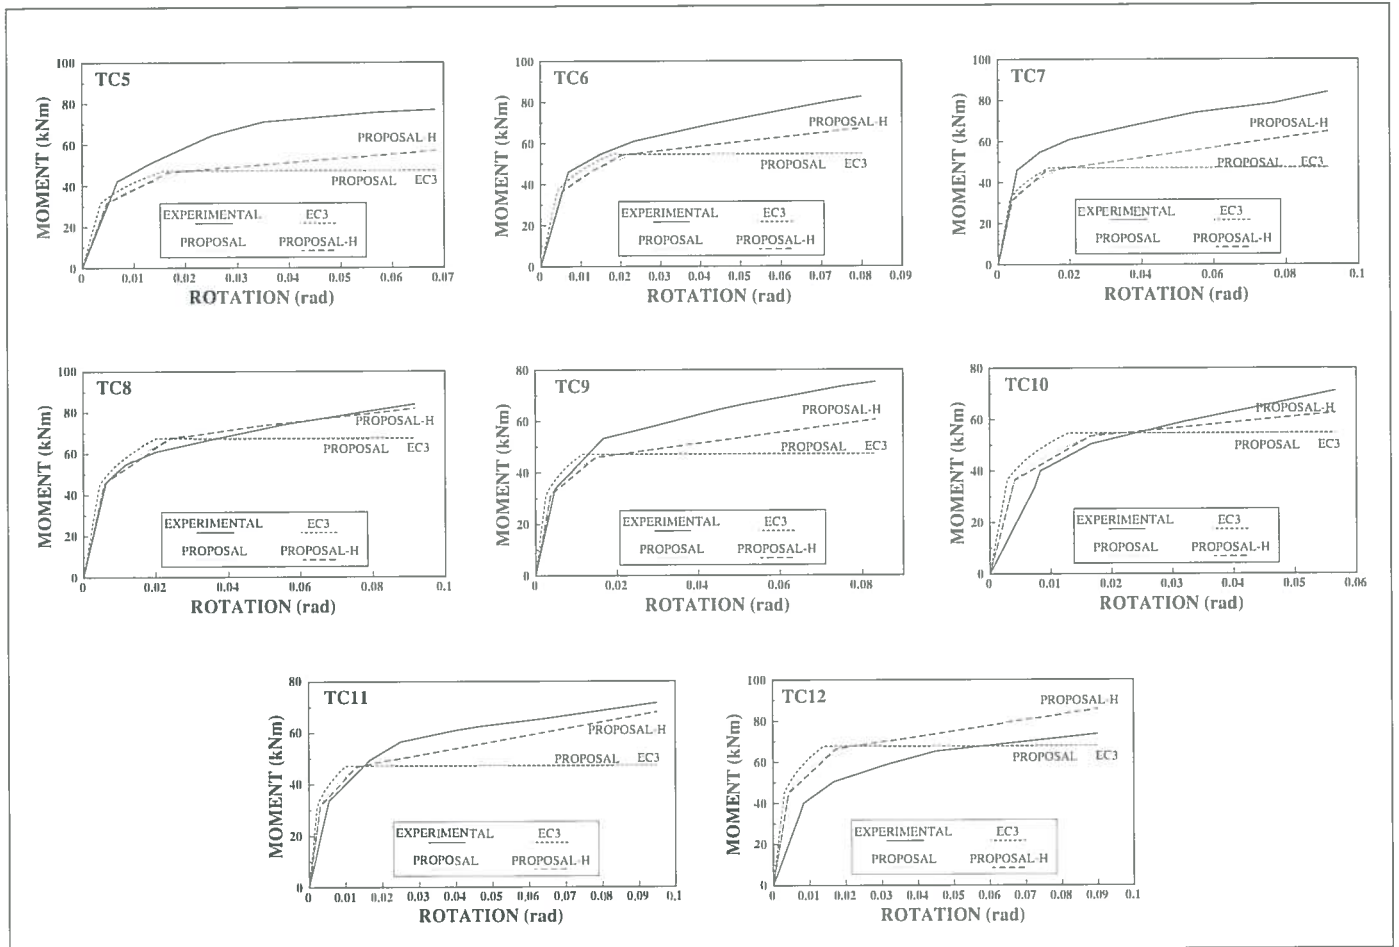 TC5
MOMENT (kNm)
100
80
60
40
20
0
PROPOSAL-H
PROPOSAL EC3
EXPERIMENTAL EC3
PROPOSAL PROPOSAL-H
0 0.01 0.02 0.03 0.04 0.05 0.06 0.07
ROTATION (rad)
TC6
MOMENT (kNm)
100
80
60
40
20
0
PROPOSAL-H
PROPOSAL EC3
EXPERIMENTAL EC3
PROPOSAL PROPOSAL-H
0 0.01 0.02 0.03 0.04 0.05 0.06 0.07 0.08 0.09
ROTATION (rad)
TC7
MOMENT (kNm)
100
80
60
40
20
0
PROPOSAL-H
PROPOSAL EC3
EXPERIMENTAL EC3
PROPOSAL PROPOSAL-H
0 0.02 0.04 0.06 0.08 0.1
ROTATION (rad)
TC8
MOMENT (kNm)
100
80
60
40
20
0
PROPOSAL-H
PROPOSAL EC3
EXPERIMENTAL EC3
PROPOSAL PROPOSAL-H
0 0.02 0.04 0.06 0.08 0.1
ROTATION (rad)
TC9
MOMENT (kNm)
80
60
40
20
0
PROPOSAL-H
PROPOSAL EC3
EXPERIMENTAL EC3
PROPOSAL PROPOSAL-H
0 0.02 0.04 0.06 0.08
ROTATION (rad)
TC10
MOMENT (kNm)
80
60
40
20
0
PROPOSAL-H
PROPOSAL EC3
EXPERIMENTAL EC3
PROPOSAL PROPOSAL-H
0 0.01 0.02 0.03 0.04 0.05 0.06
ROTATION (rad)
TC11
MOMENT (kNm)
80
60
40
20
0
PROPOSAL-H
PROPOSAL EC3
EXPERIMENTAL EC3
PROPOSAL PROPOSAL-H
0 0.01 0.02 0.03 0.04 0.05 0.06 0.07 0.08 0.09 0.1
ROTATION (rad)
TC12
MOMENT (kNm)
100
80
60
40
20
0
PROPOSAL-H
PROPOSAL EC3
EXPERIMENTAL EC3
PROPOSAL PROPOSAL-H
0 0.01 0.02 0.03 0.04 0.05 0.06 0.07 0.08 0.09 0.1
ROTATION (rad)